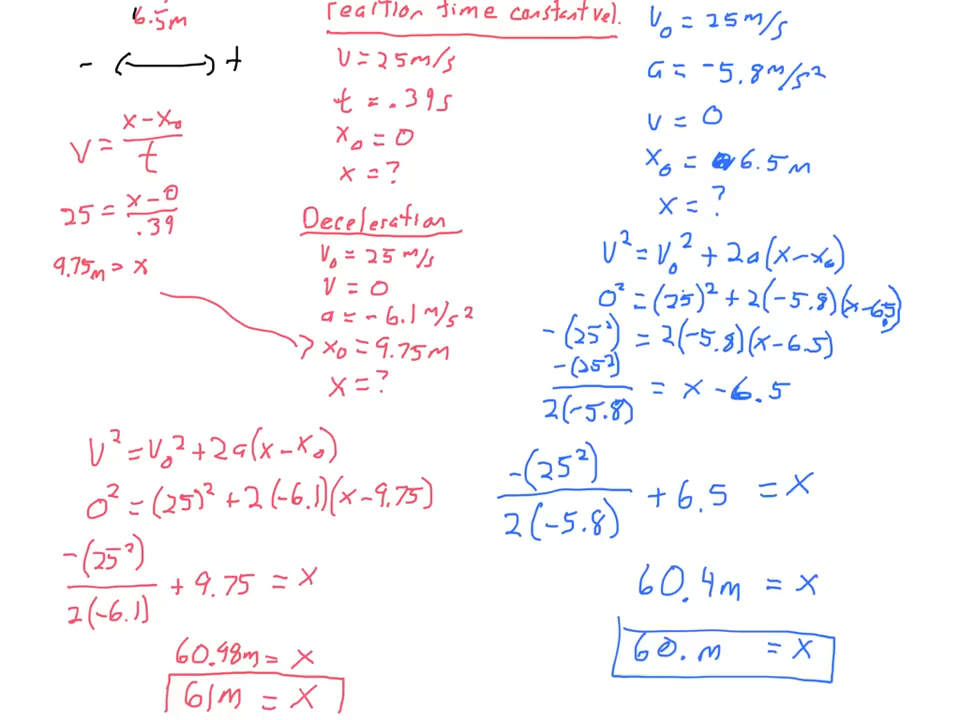 6.5m
- ⟷ +
v = x-x₀/t
25 = x-0/.39
9.75m = x
reaction time constant vel.
v = 25m/s
t = .39s
x₀ = 0
x = ?
Deceleration
v₀ = 25 m/s
v = 0
a = -6.1 m/s²
x₀ = 9.75m
x = ?
v² = v₀² + 2a(x-x₀)
0² = (25)² + 2(-6.1)(x-9.75)
-(25²)/2(-6.1) + 9.75 = x
60.98m = x
61m = x
v₀ = 25m/s
a = -5.8m/s²
v = 0
x₀ = 6.5m
x = ?
v² = v₀² + 2a(x-x₀)
0² = (25)² + 2(-5.8)(x-6.5)
-(25²) = 2(-5.8)(x-6.5)
-(25²)/2(-5.8) = x - 6.5
-(25²)/2(-5.8) + 6.5 = x
60.4m = x
60.m = x